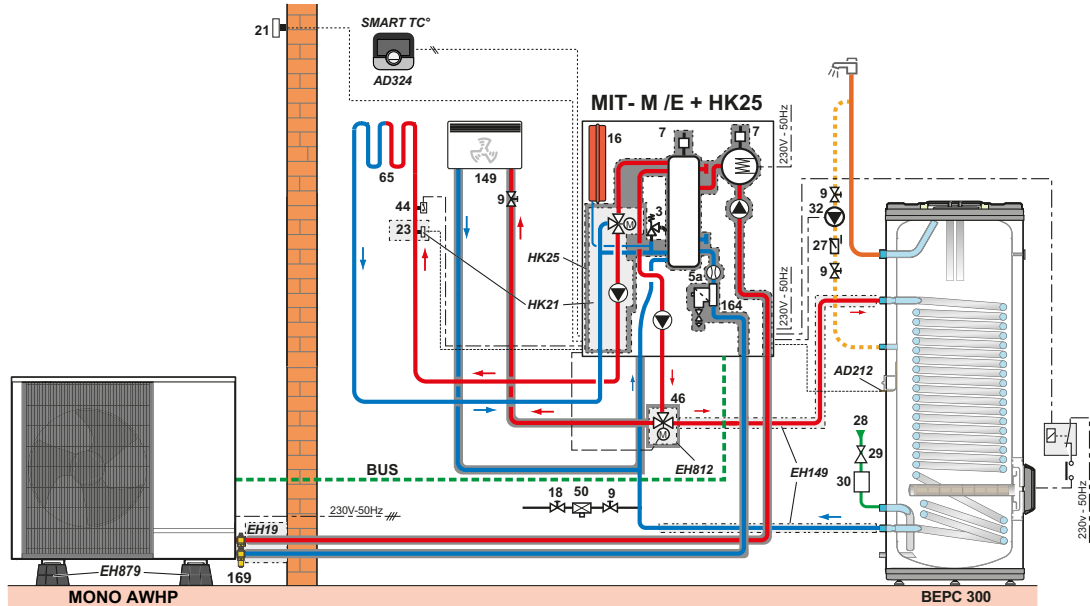 SMART TC°
21
AD324
MIT- M /E + HK25
7
7
16
230V - 50Hz
65
149
9
9
44
3
32
23
M
27
HK25
5a
9
HK21
164
230V - 50Hz
46
AD212
M
28
29
BUS
EH812
EH149
30
18
50
9
230V-50Hz
230v - 50Hz
EH19
EH879
169
MONO AWHP
BEPC 300